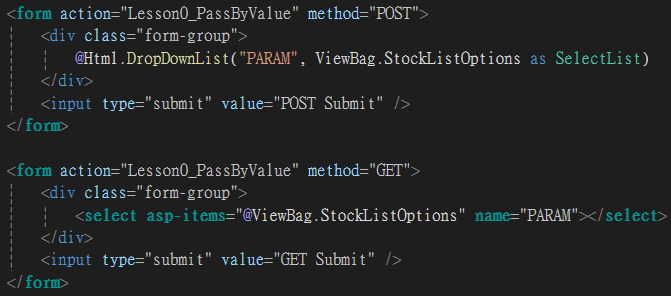 <form action="Lesson0_PassByValue" method="POST">
<div class="form-group">
@Html.DropDownList("PARAM", ViewBag.StockListOptions as SelectList)
</div>
<input type="submit" value="POST Submit" />
</form>
<form action="Lesson0_PassByValue" method="GET">
<div class="form-group">
<select asp-items="@ViewBag.StockListOptions" name="PARAM"></select>
</div>
<input type="submit" value="GET Submit" />
</form>